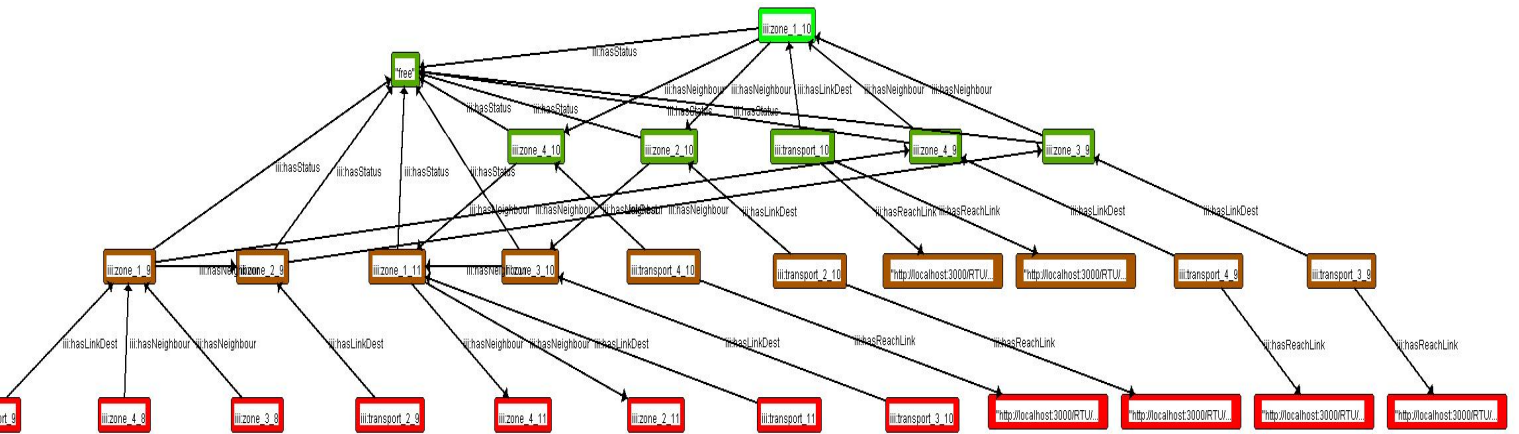 iii:zone_1_10
iii:hasStatus
"free"
iii:hasNeighbour iii:hasNeighbour iii:hasLinkDest iii:hasNeighbour iii:hasNeighbour
iii:hasStatus iii:hasStatus iii:hasStatus iii:hasStatus
iii:zone_4_10 iii:zone_2_10 iii:transport_10 iii:zone_4_9 iii:zone_3_9
iii:hasStatus iii:hasStatus iii:hasStatus iii:hasStatus
iii:hasNeighbour iii:hasNeighbour iii:hasLinkDest iii:hasNeighbour iii:hasLinkDest iii:hasReachLink iii:hasReachLink iii:hasLinkDest iii:hasLinkDest
iii:zone_1_9 iii:hasNeighbour iii:zone_2_9 iii:zone_1_11 iii:hasNeighbour iii:zone_3_10 iii:transport_4_10 iii:transport_2_10 "http://localhost:3000/RTU/... "http://localhost:3000/RTU/... iii:transport_4_9 iii:transport_3_9
iii:hasLinkDest iii:hasNeighbour iii:hasNeighbour iii:hasLinkDest iii:hasNeighbour iii:hasNeighbour iii:hasLinkDest iii:hasLinkDest iii:hasReachLink iii:hasReachLink iii:hasReachLink iii:hasReachLink
ort_9 iii:zone_4_8 iii:zone_3_8 iii:transport_2_9 iii:zone_4_11 iii:zone_2_11 iii:transport_11 iii:transport_3_10 "http://localhost:3000/RTU/... "http://localhost:3000/RTU/... "http://localhost:3000/RTU/... "http://localhost:3000/RTU/...